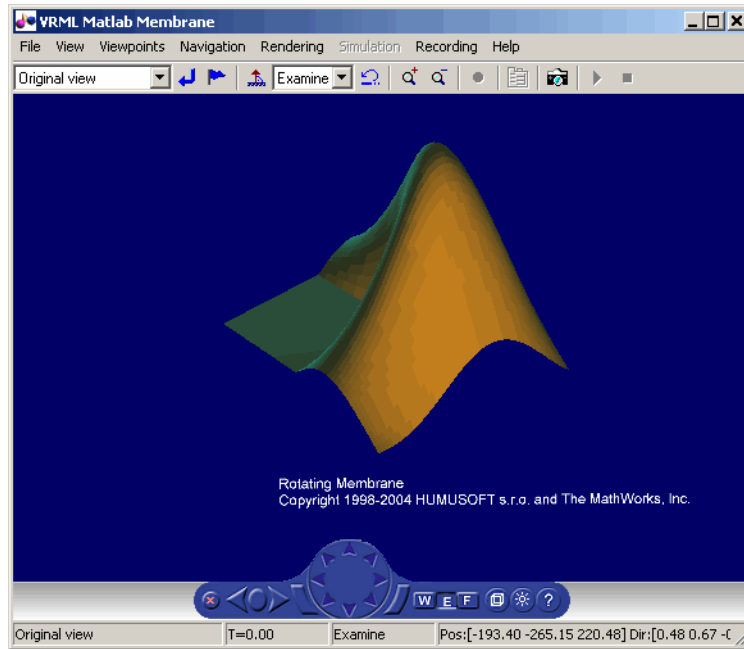 VRML Matlab Membrane
File View Viewpoints Navigation Rendering Simulation Recording Help
Original view Examine
Rotating Membrane
Copyright 1998-2004 HUMUSOFT s.r.o. and The MathWorks, Inc.
W E F ?
Original view T=0.00 Examine Pos:[-193.40 -265.15 220.48] Dir:[0.48 0.67